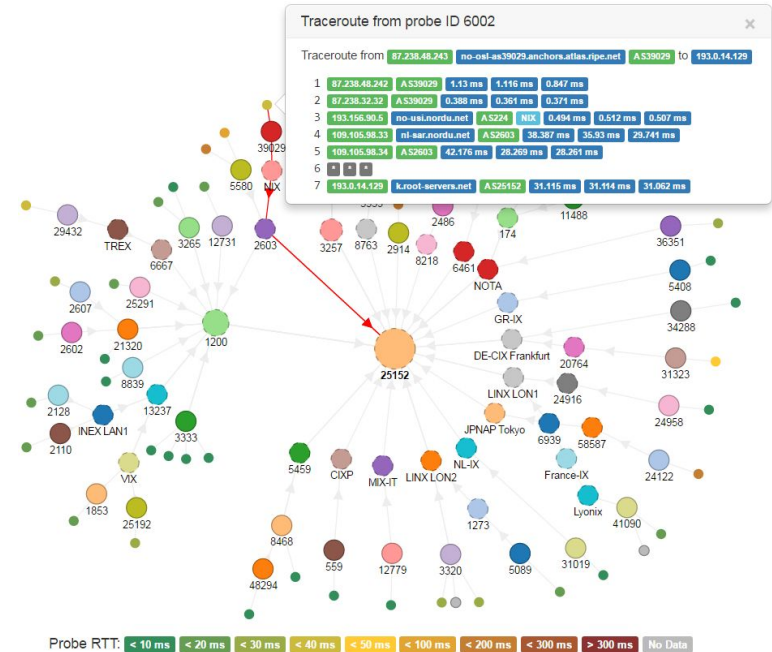 Traceroute from probe ID 6002 ×
Traceroute from 87.238.48.243 no-osl-as39029.anchors.atlas.ripe.net AS39029 to 193.0.14.129
1 87.238.48.242 AS39029 1.13 ms 1.116 ms 0.847 ms
2 87.238.32.32 AS39029 0.388 ms 0.361 ms 0.371 ms
3 193.156.90.5 no-usi.nordu.net AS224 NIX 0.494 ms 0.512 ms 0.507 ms
4 109.105.98.33 nl-sar.nordu.net AS2603 38.387 ms 35.93 ms 29.741 ms
5 109.105.98.34 AS2603 42.176 ms 28.269 ms 28.261 ms
6 * * *
7 193.0.14.129 k.root-servers.net AS25152 31.115 ms 31.114 ms 31.062 ms
39029
5580 NIX
29432 TREX 3265 12731 2603 3257 8763 2914 2486 174 11488
6667 8218 6461 NOTA 36351
2607 25291 5408
2602 21320 1200 GR-IX 34288
8839 25152 DE-CIX Frankfurt 20764 31323
2128 INEX LAN1 13237 LINX LON1 24916 24958
2110 3333 JPNAP Tokyo 6939 58587
VIX 5459 CIXP MIX-IT LINX LON2 NL-IX France-IX 24122
1853 25192 1273 Lyonix 41090
8468
48294 559 12779 3320 5089 31019
Probe RTT: < 10 ms < 20 ms < 30 ms < 40 ms < 50 ms < 100 ms < 200 ms < 300 ms > 300 ms No Data